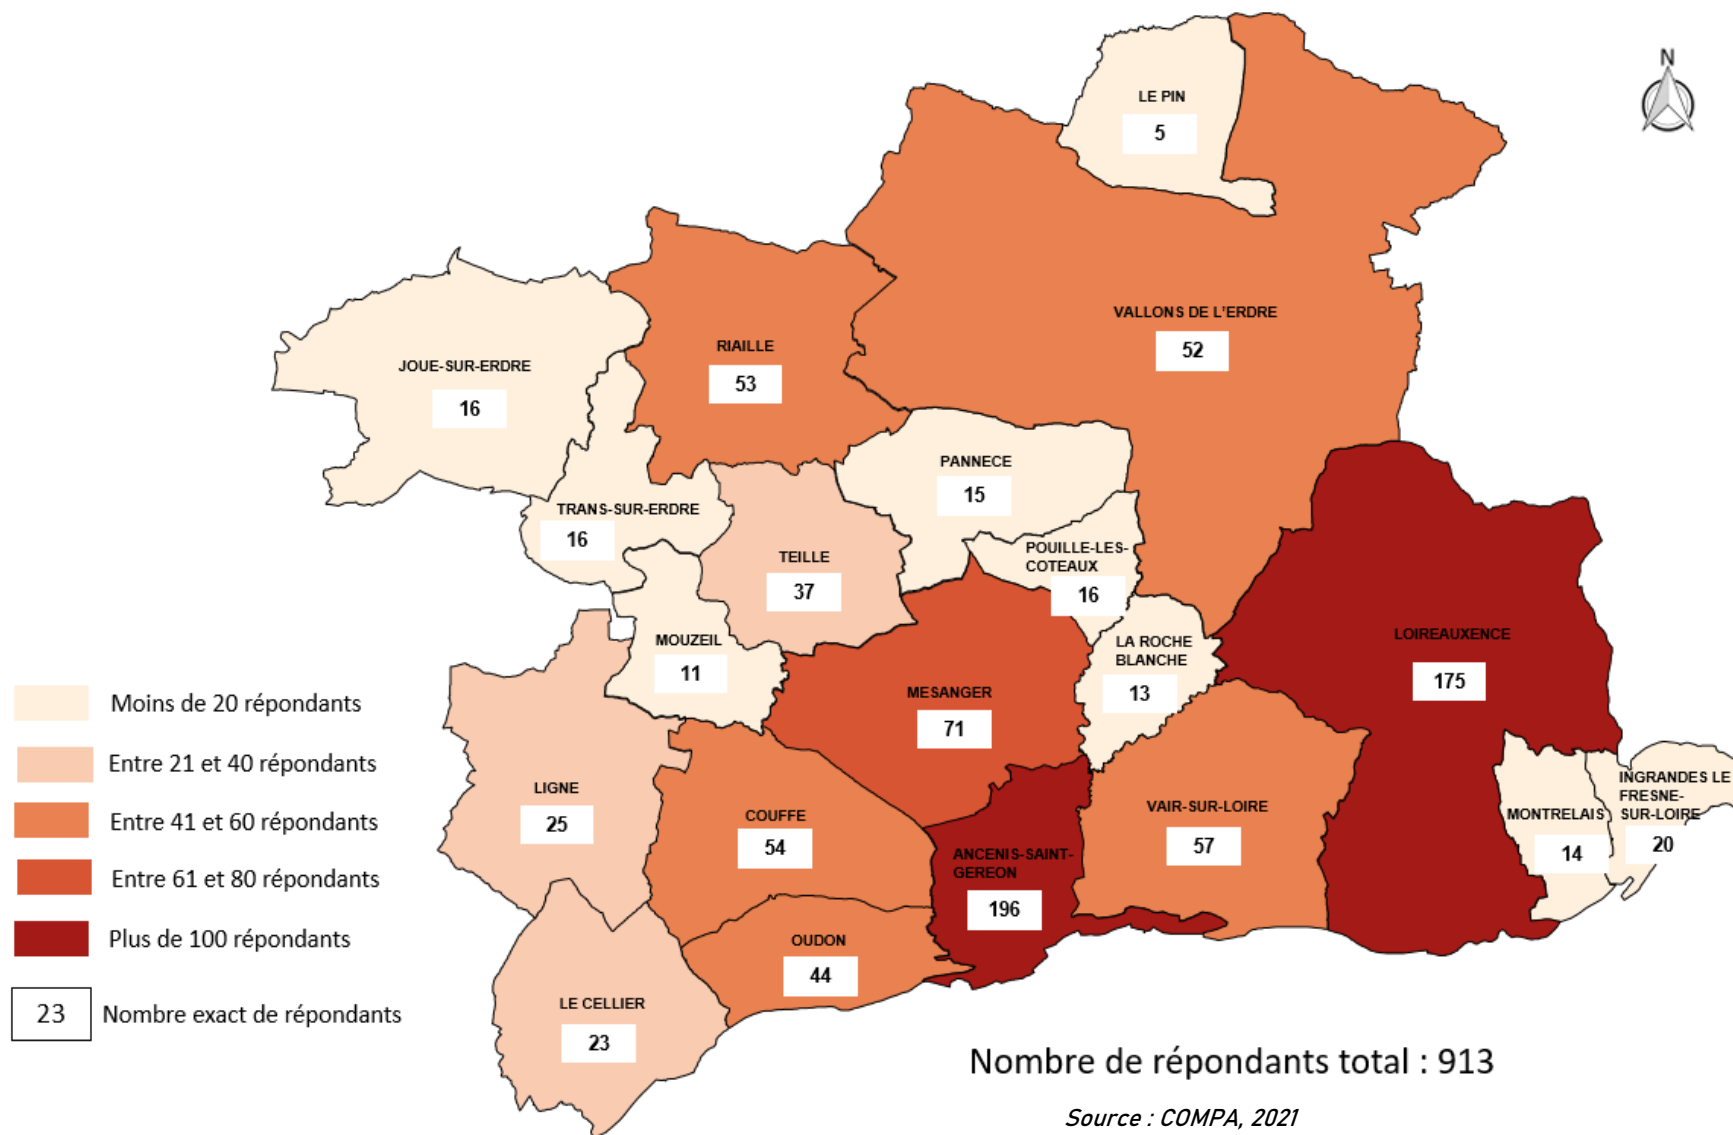 N
LE PIN
5
VALLONS DE L'ERDRE
52
RIAILLE
53
JOUE-SUR-ERDRE
16
PANNECE
15
TRANS-SUR-ERDRE
16
TEILLE
37
POUILLE-LES-
COTEAUX
16
MOUZEIL
11
LA ROCHE
BLANCHE
13
LOIREAUXENCE
175
MESANGER
71
LIGNE
25
COUFFE
54
VAIR-SUR-LOIRE
57
ANCENIS-SAINT-
GEREON
196
MONTRELAIS
14
INGRANDES LE
FRESNE-
SUR-LOIRE
20
OUDON
44
LE CELLIER
23
Moins de 20 répondants
Entre 21 et 40 répondants
Entre 41 et 60 répondants
Entre 61 et 80 répondants
Plus de 100 répondants
23 Nombre exact de répondants
Nombre de répondants total : 913
Source : COMPA, 2021